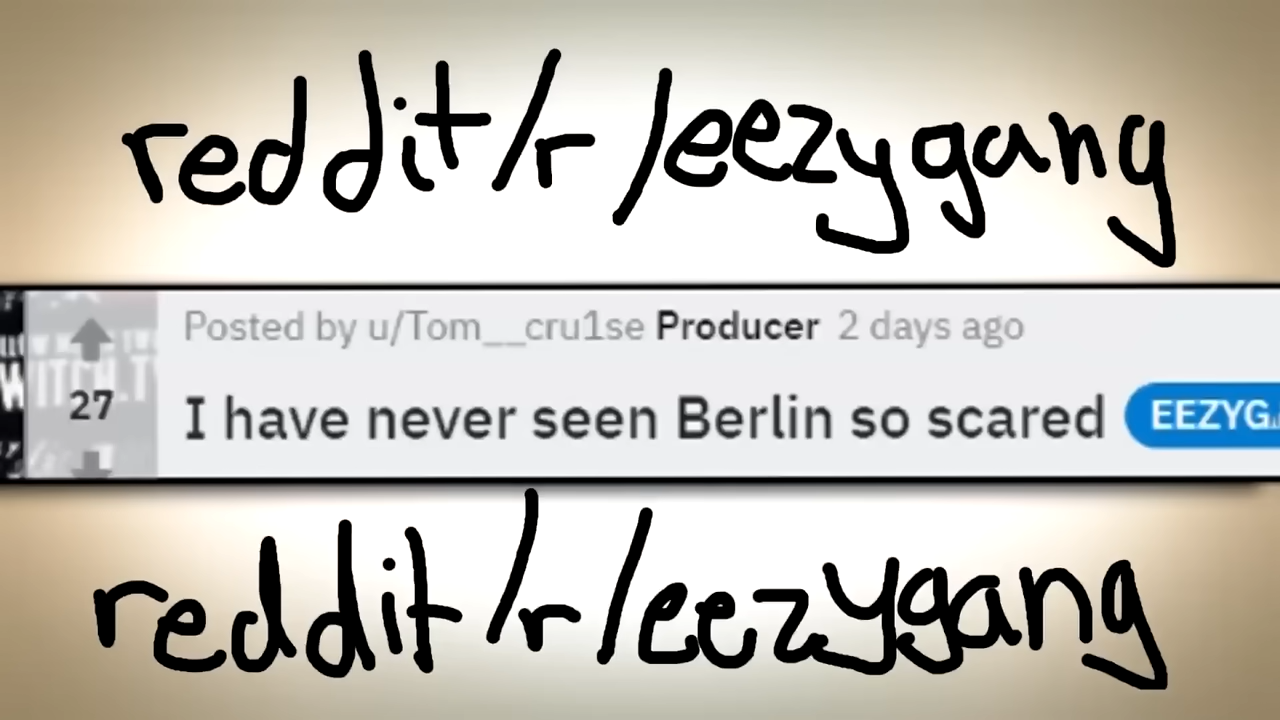 reddit/r/eezygang
Posted by u/Tom__cru1se Producer 2 days ago
27
I have never seen Berlin so scared
reddit/r/eezygang